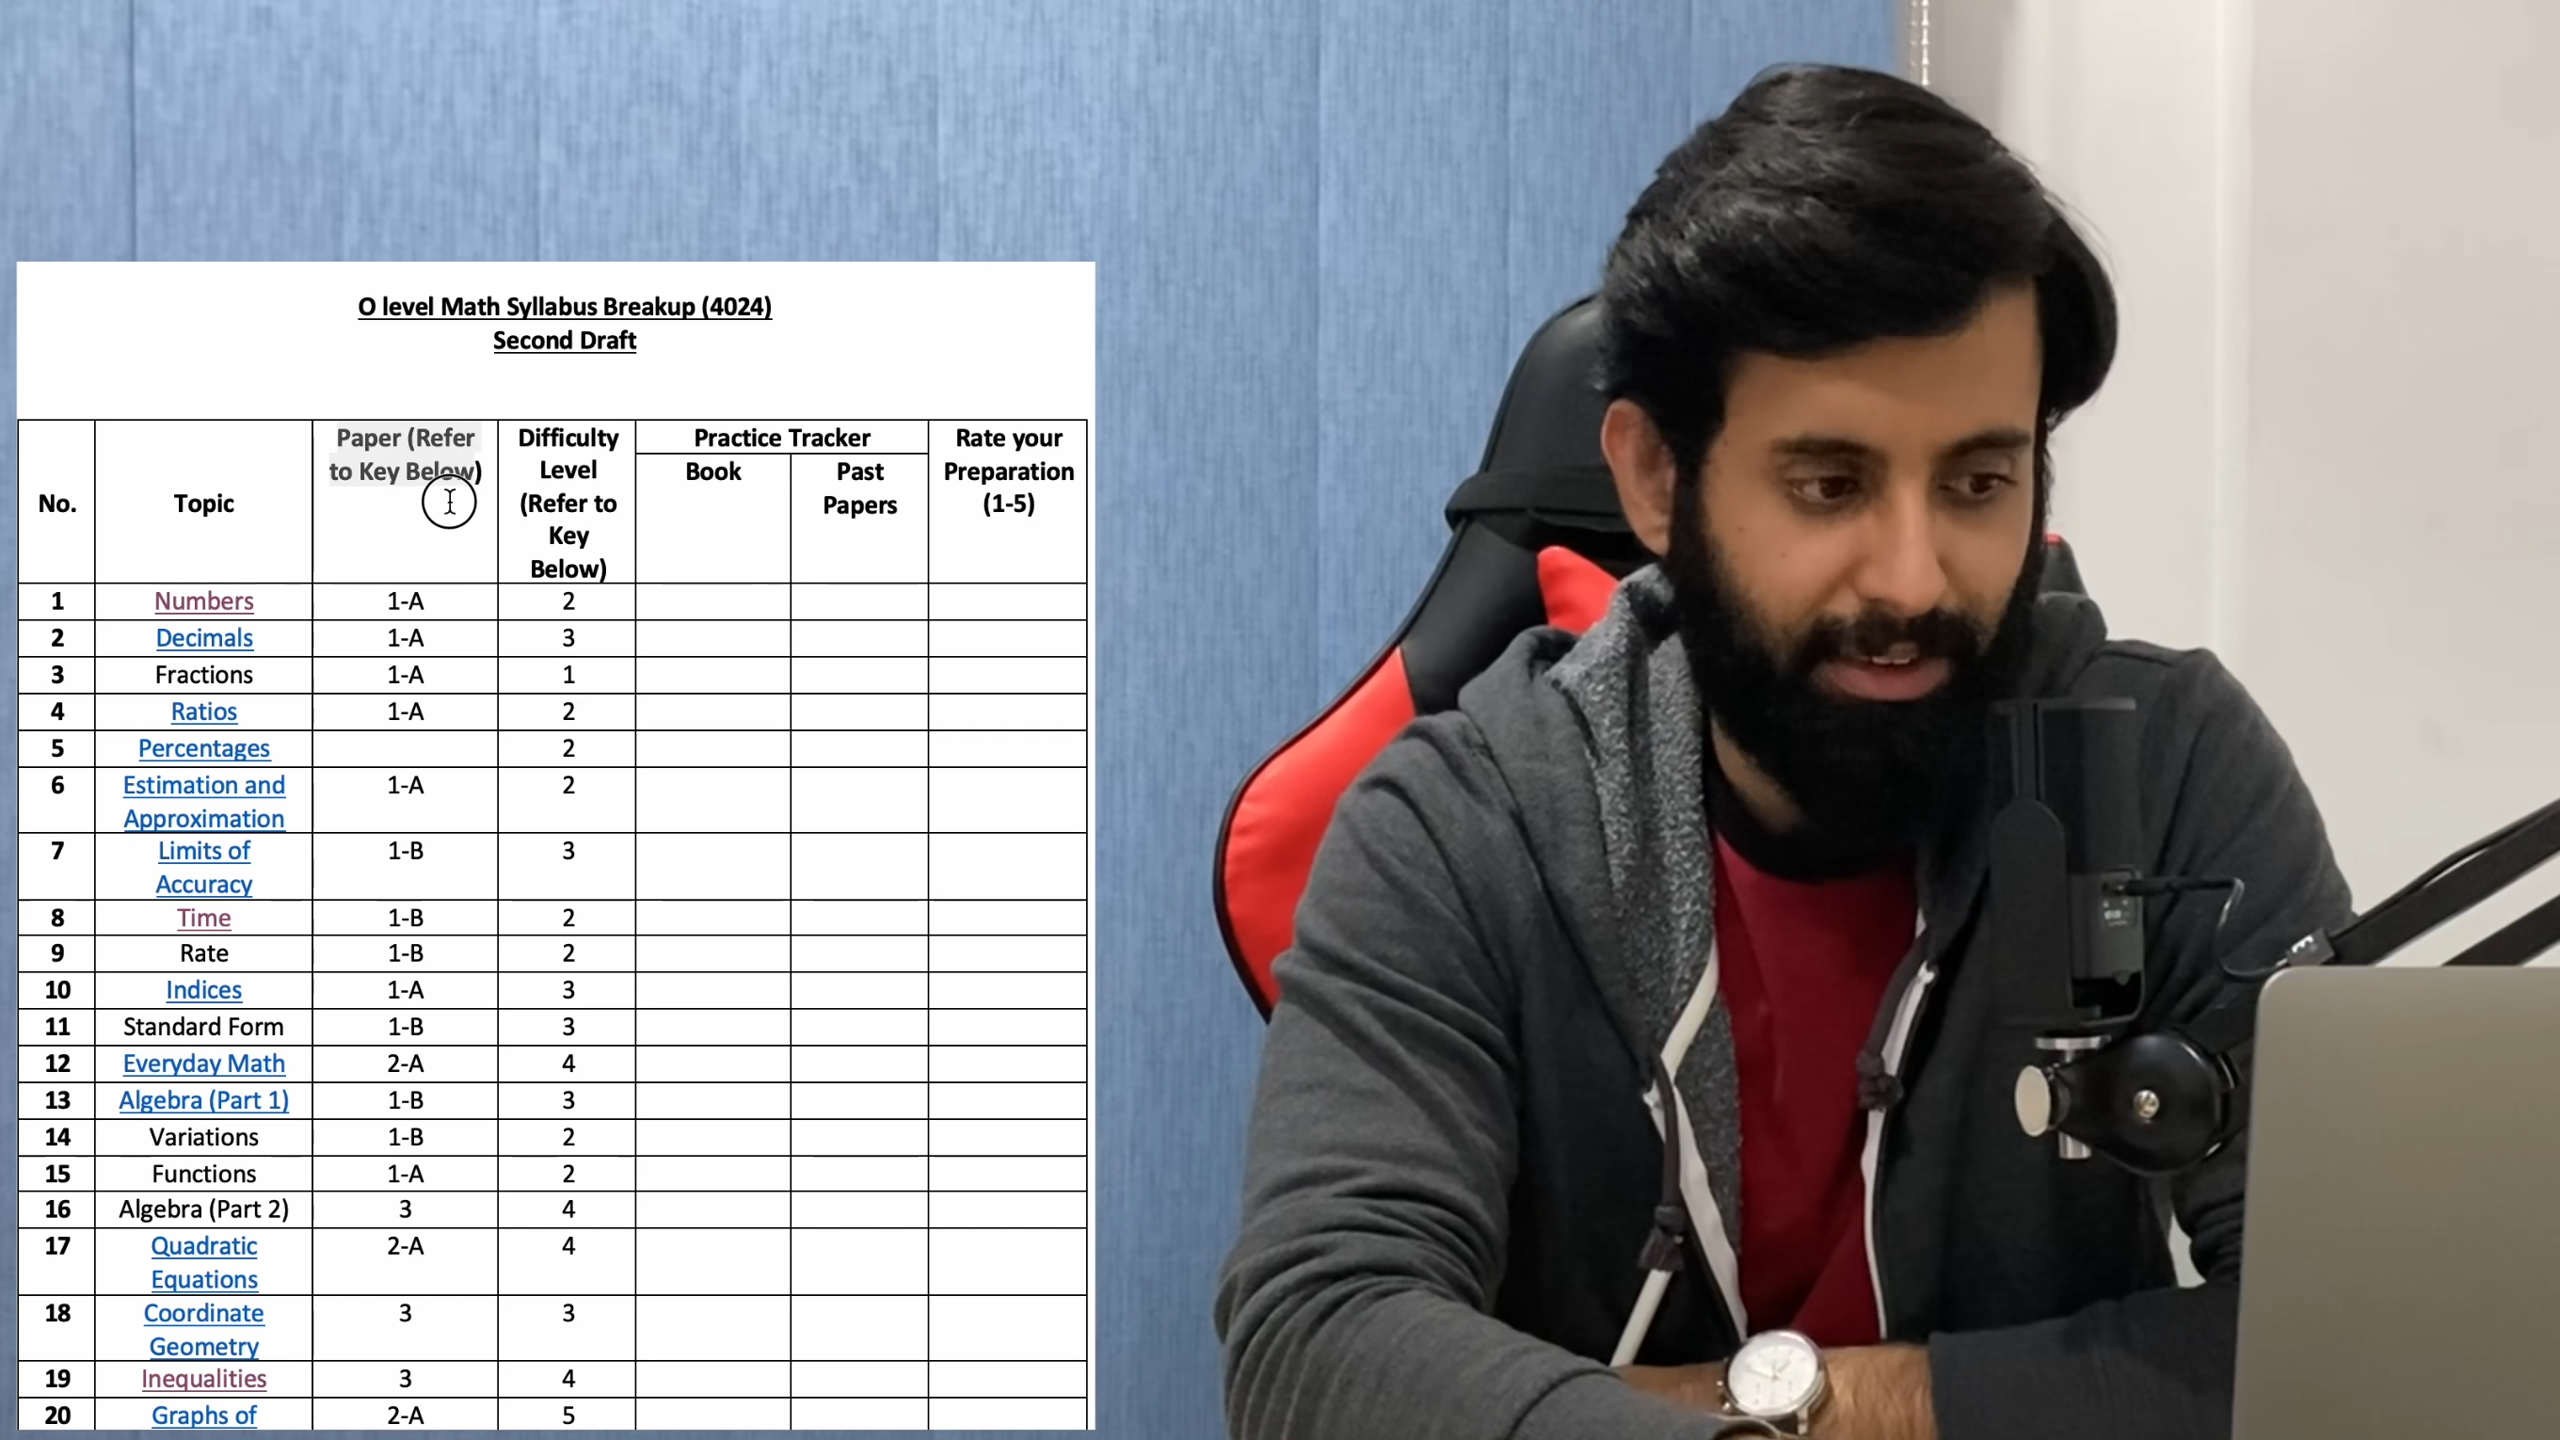 O level Math Syllabus Breakup (4024)
Second Draft
No.
Topic
Paper (Refer
to Key Below)
Difficulty
Level
(Refer to
Key
Below)
Practice Tracker
Book
Past
Papers
Rate your
Preparation
(1-5)
1 Numbers 1-A 2
2 Decimals 1-A 3
3 Fractions 1-A 1
4 Ratios 1-A 2
5 Percentages 2
6 Estimation and 1-A 2
Approximation
7 Limits of 1-B 3
Accuracy
8 Time 1-B 2
9 Rate 1-B 2
10 Indices 1-A 3
11 Standard Form 1-B 3
12 Everyday Math 2-A 4
13 Algebra (Part 1) 1-B 3
14 Variations 1-B 2
15 Functions 1-A 2
16 Algebra (Part 2) 3 4
17 Quadratic 2-A 4
Equations
18 Coordinate 3 3
Geometry
19 Inequalities 3 4
20 Graphs of 2-A 5